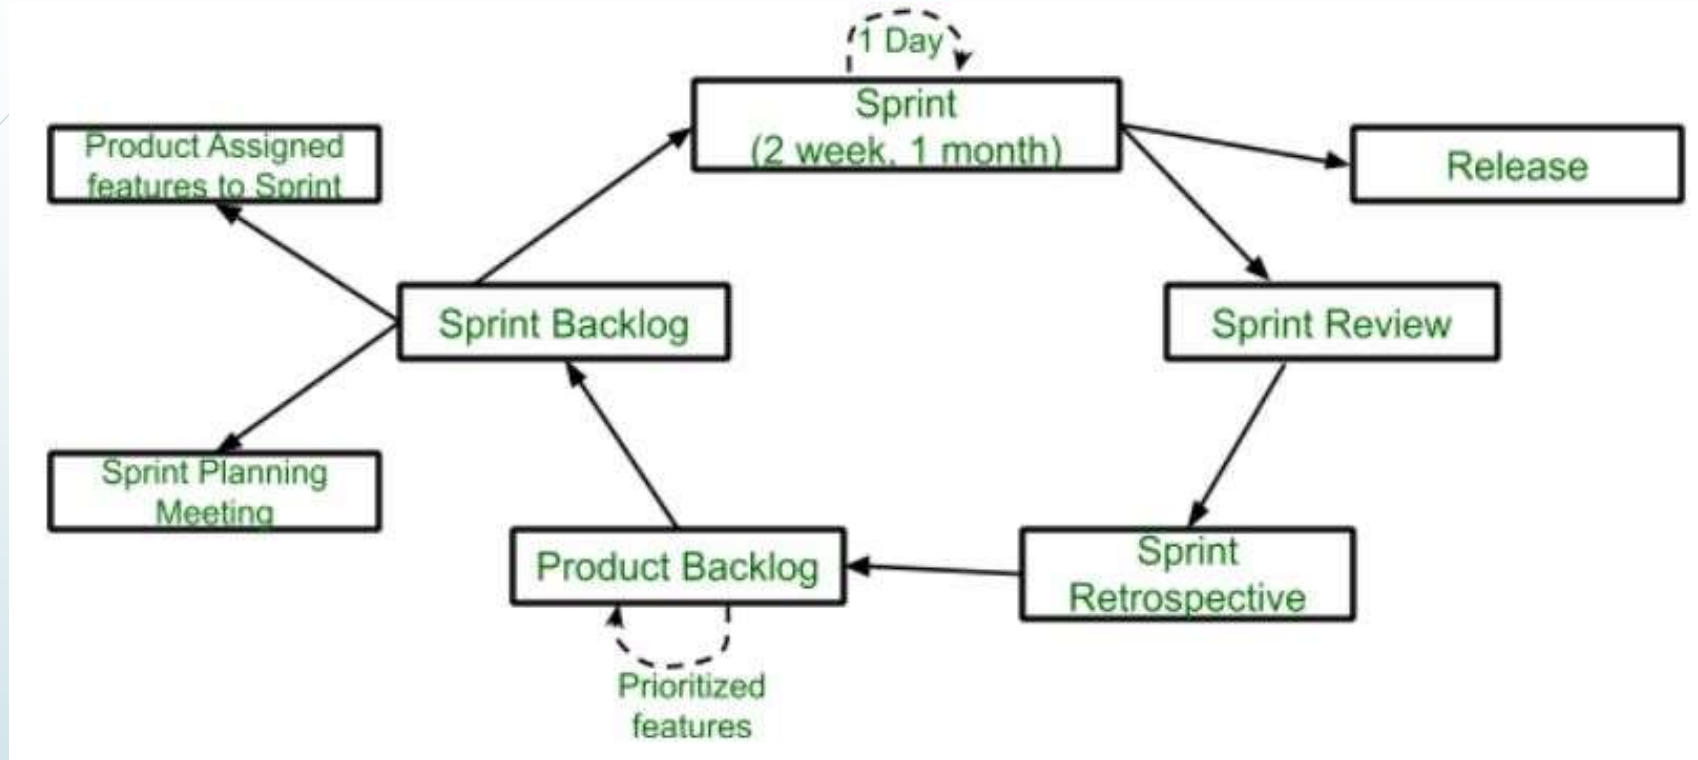 1 Day
Sprint
(2 week, 1 month)
Product Assigned
features to Sprint
Release
Sprint Backlog
Sprint Review
Sprint Planning
Meeting
Product Backlog
Sprint
Retrospective
Prioritized
features